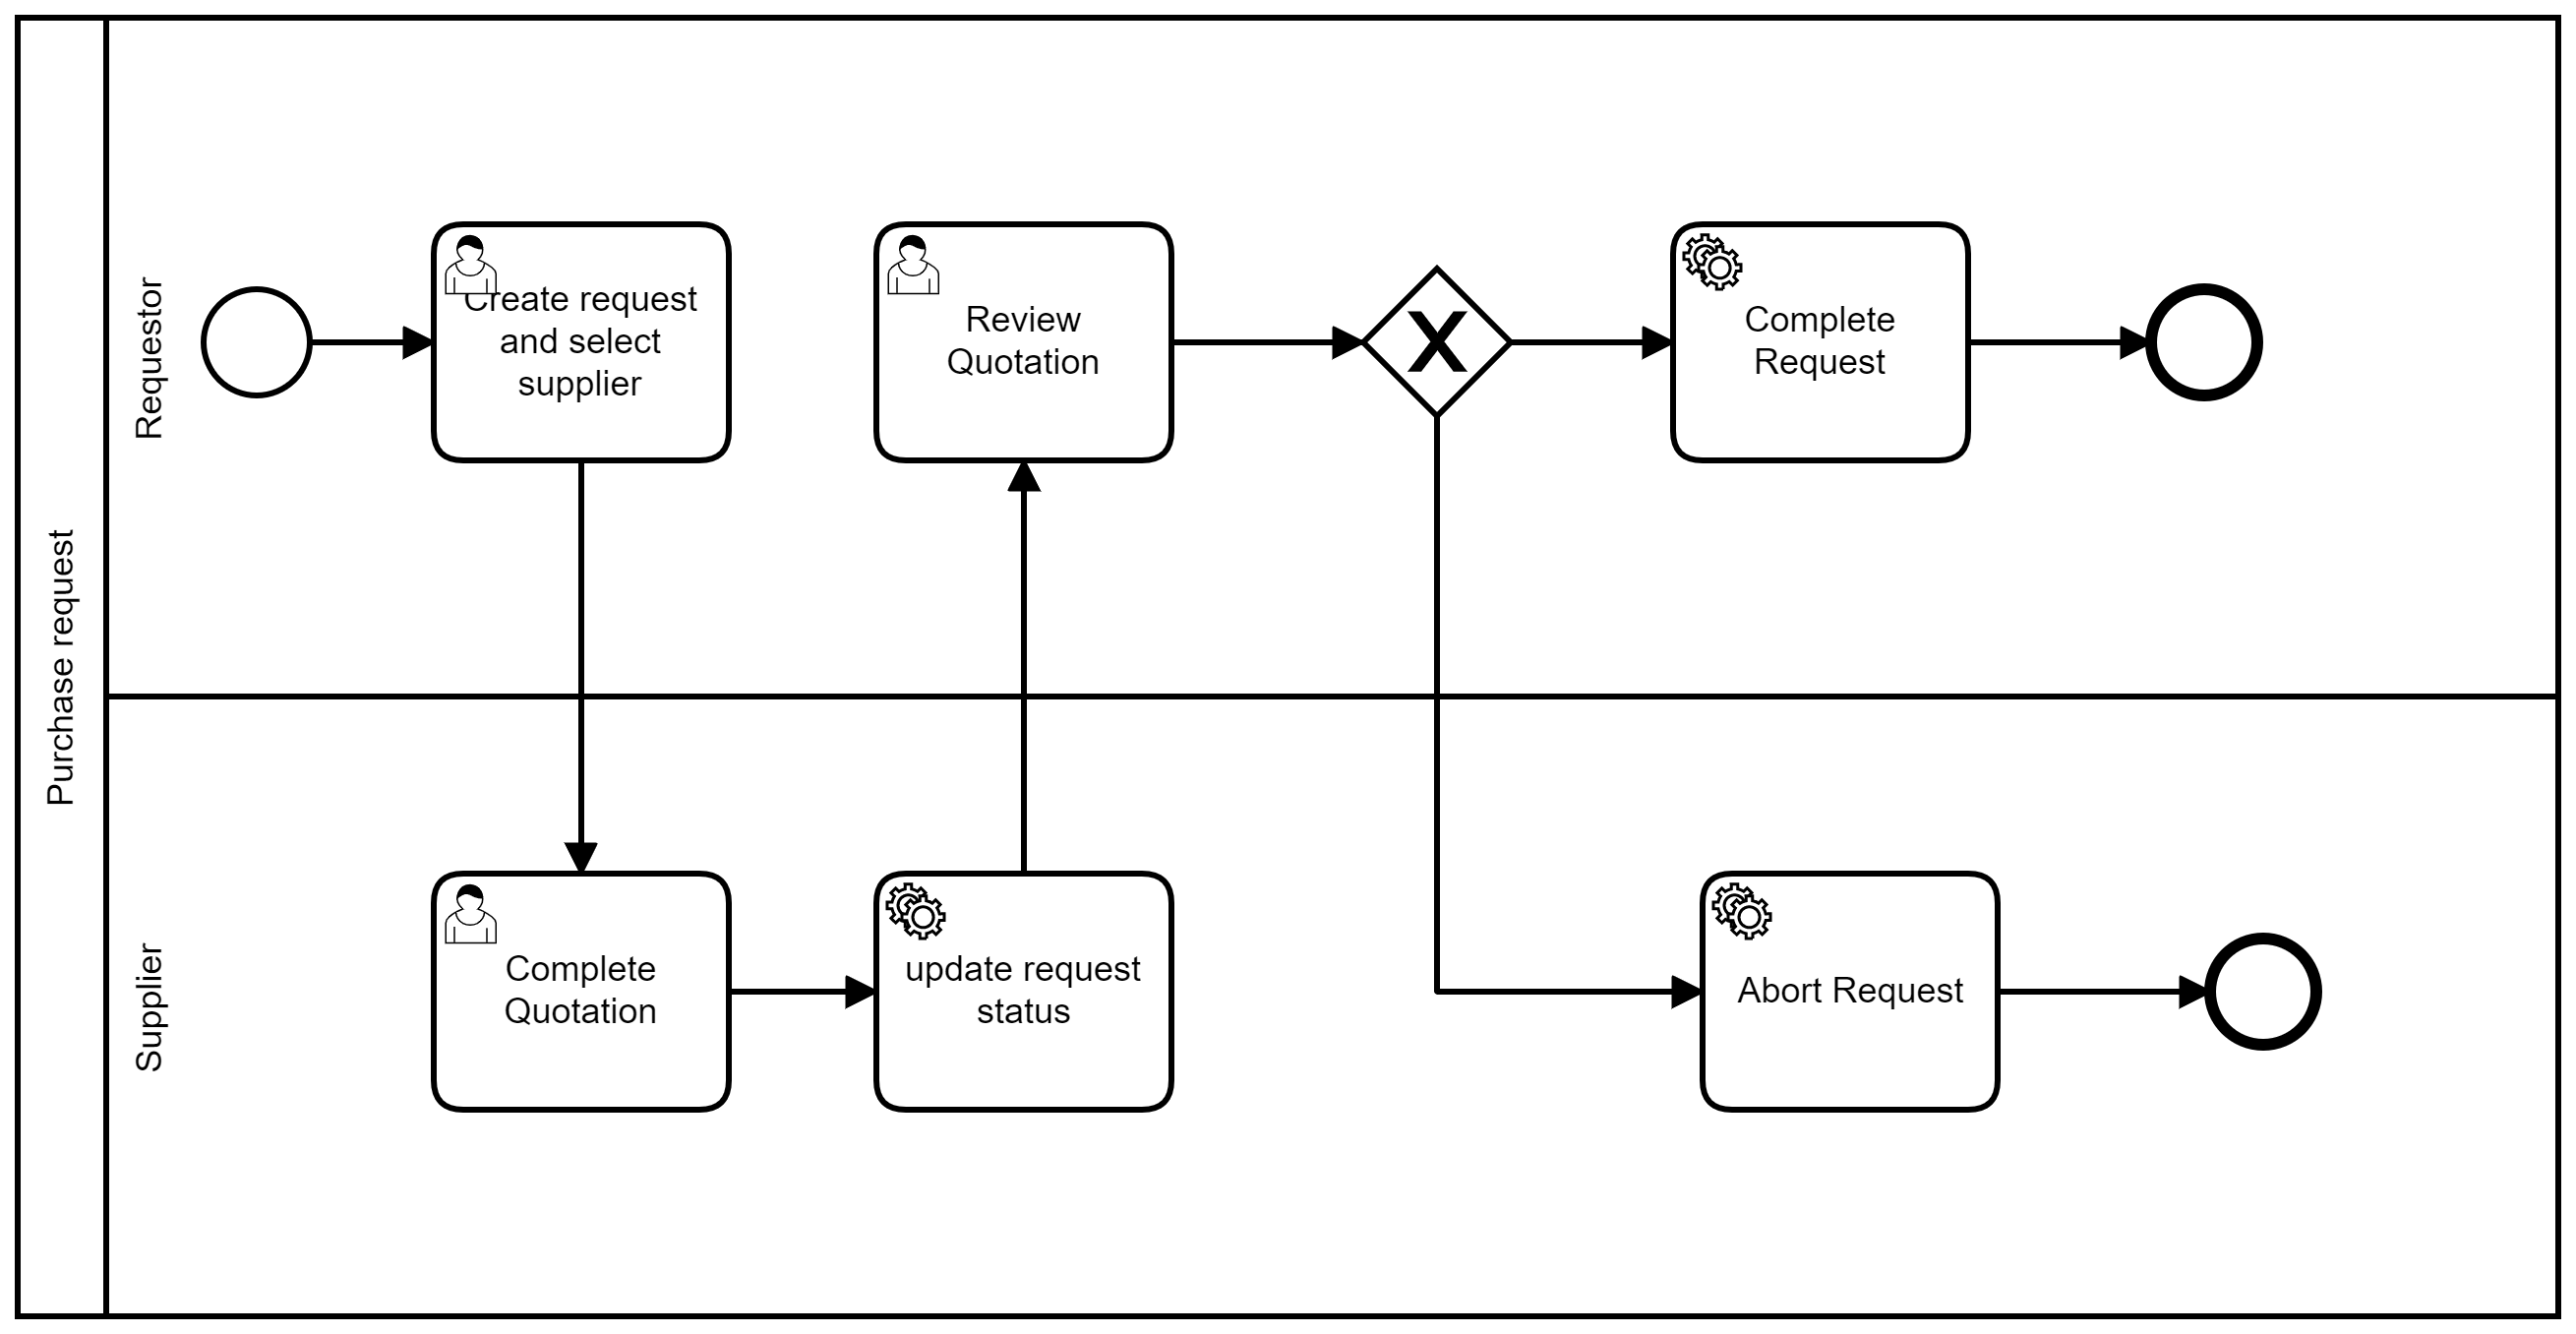 Purchase request
Requestor
Create request
and select
supplier
Review
Quotation
X
Complete
Request
Supplier
Complete
Quotation
update request
status
Abort Request